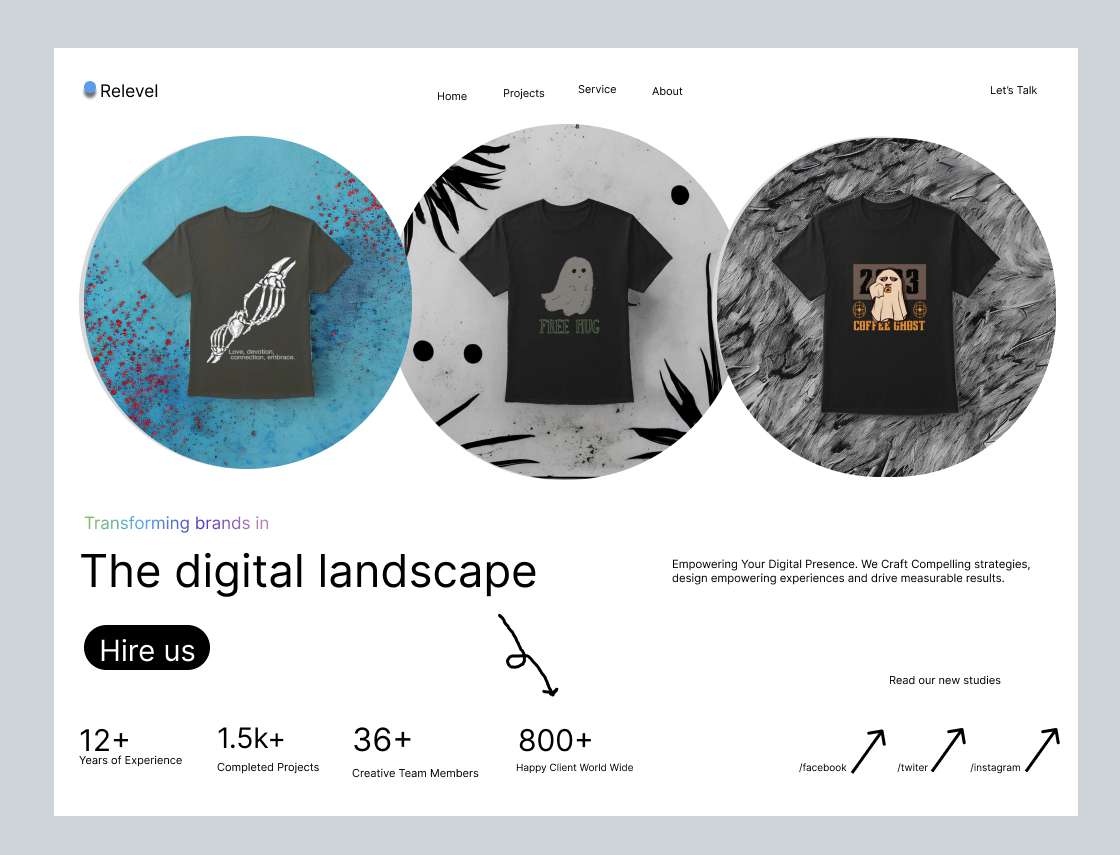 Relevel
Home
Projects
Service
About
Let's Talk
Love, devotion,
connection, embrace.
FREE HUG
2023
COFFEE GHOST
Transforming brands in
The digital landscape
Empowering Your Digital Presence. We Craft Compelling strategies,
design empowering experiences and drive measurable results.
Hire us
Read our new studies
12+
Years of Experience
1.5k+
Completed Projects
36+
Creative Team Members
800+
Happy Client World Wide
/facebook
/twiter
/instagram